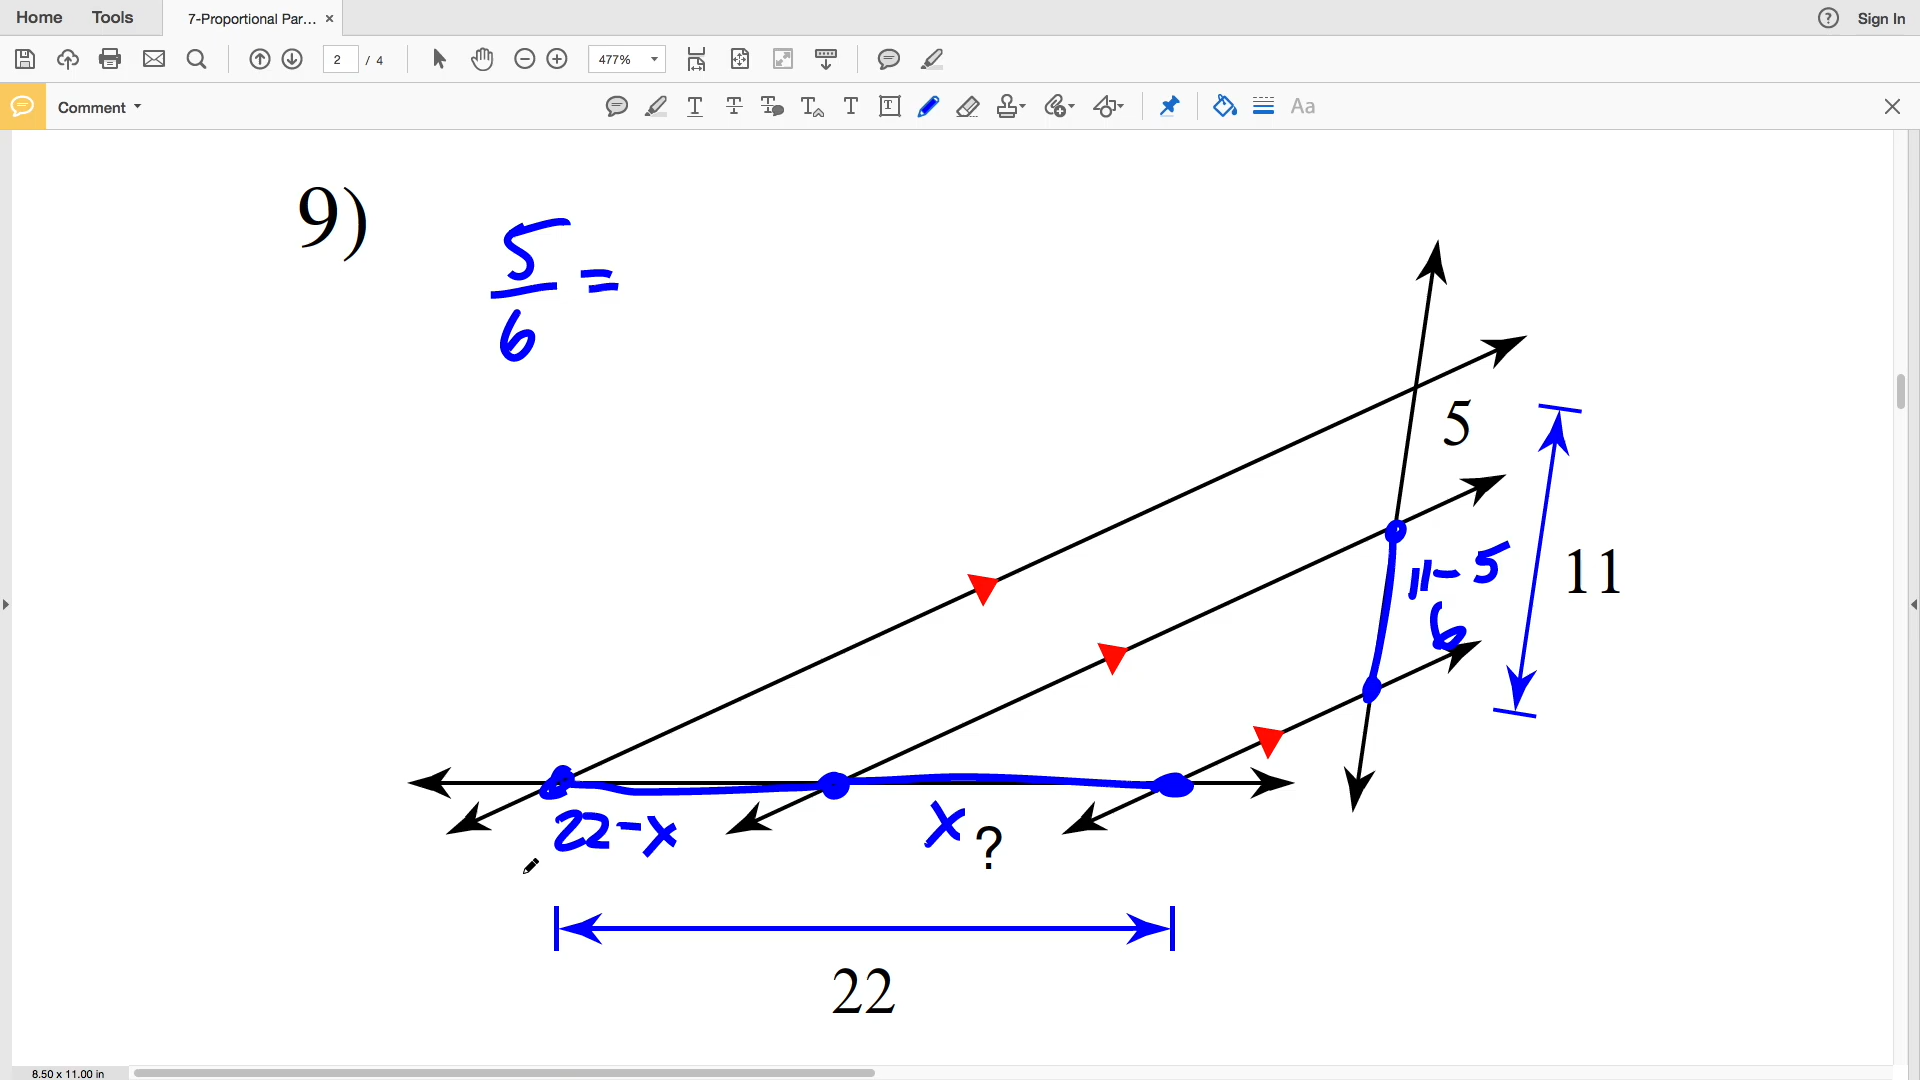 Home Tools 7-Proportional Par... × ? Sign In
2 / 4 477%
Comment T T T T T T Aa
9)
5
6 =
5
11-5
11
6
22-x
x ?
22
8.50 x 11.00 in